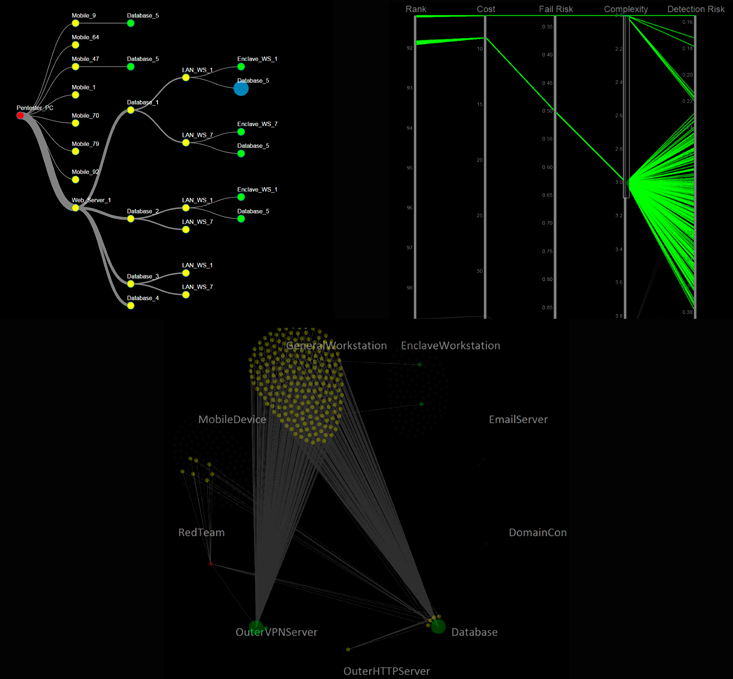 Mobile_9
Database_5
Mobile_64
Mobile_47
Database_5
LAN_WS_1
Enclave_WS_1
Database_5
Mobile_1
Pentester_PC
Database_1
Mobile_70
Enclave_WS_7
LAN_WS_7
Mobile_79
Database_5
Mobile_92
Enclave_WS_1
Web_Server_1
LAN_WS_1
Database_2
Database_5
LAN_WS_7
LAN_WS_1
Database_3
LAN_WS_7
Database_4
Rank Cost Fail Risk Complexity Detection Risk
92
93
94
95
96
97
98
10
15
20
25
30
0.45
0.50
0.55
0.60
0.65
0.70
0.75
0.80
0.85
2.2
2.4
2.6
2.8
3.0
3.2
3.4
3.6
3.8
0.16
0.18
0.20
0.22
0.38
GeneralWorkstation EnclaveWorkstation
MobileDevice EmailServer
RedTeam DomainCon
OuterVPNServer Database
OuterHTTPServer